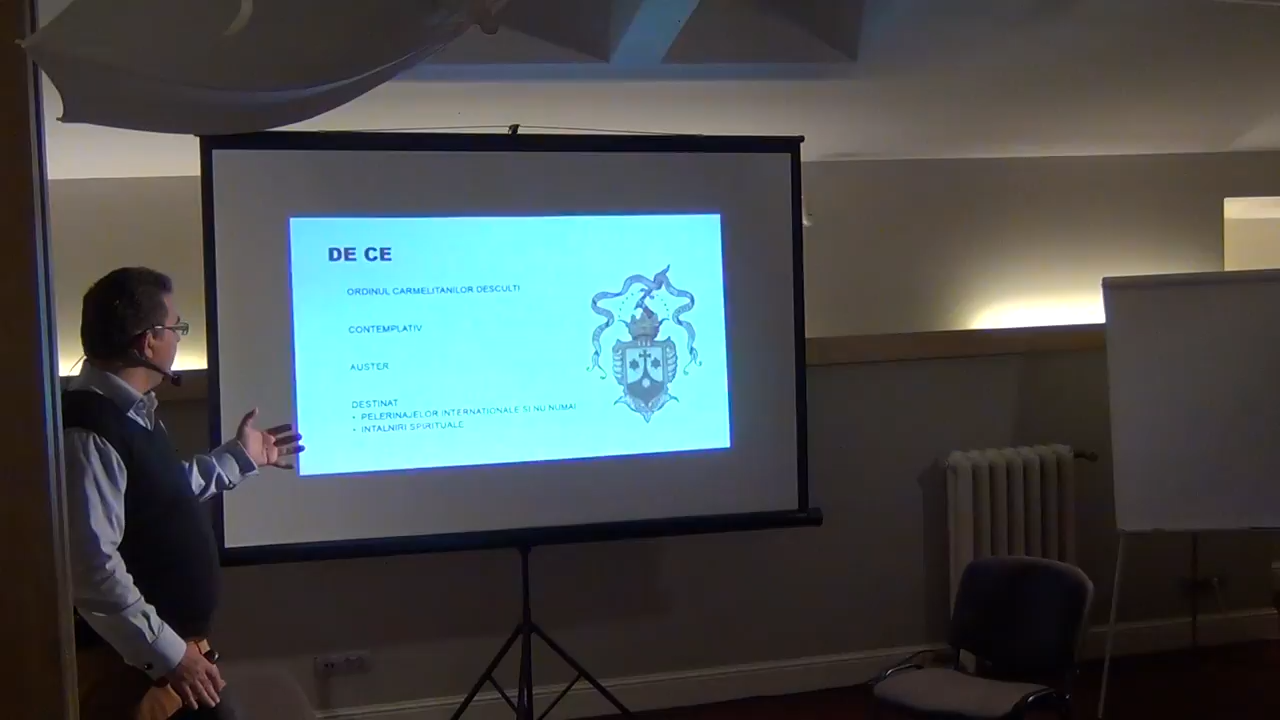 DE CE
ORDINUL CARMELITANILOR DESCULTI
CONTEMPLATIV
AUSTER
DESTINAT
• PELERINAJELOR INTERNATIONALE SI NU NUMAI
• INTALNIRI SPIRITUALE